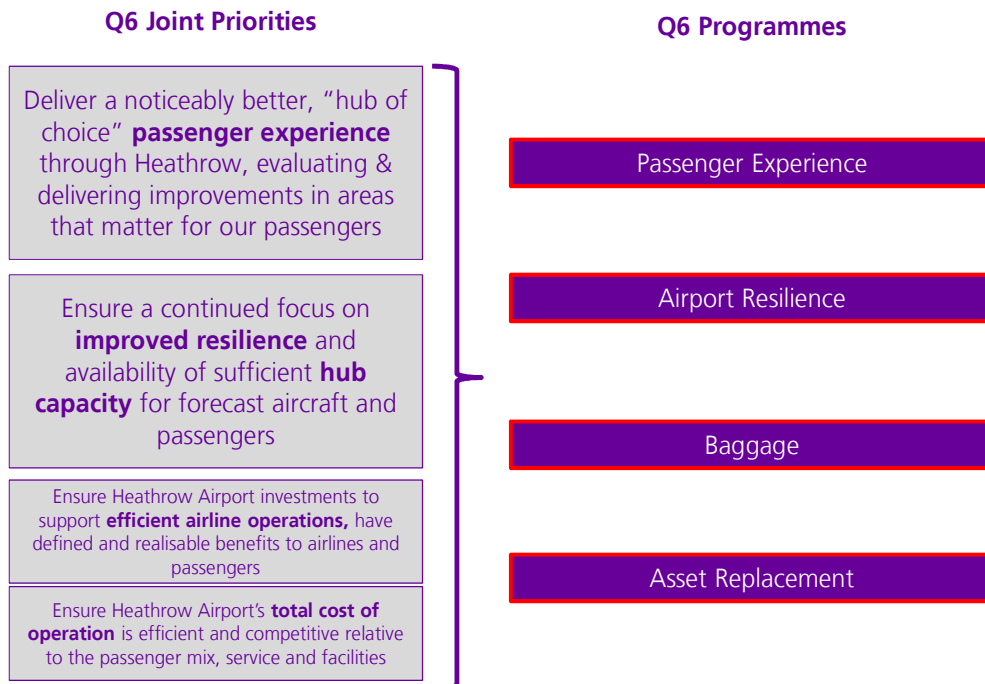 Q6 Joint Priorities
Deliver a noticeably better, “hub of
choice” passenger experience
through Heathrow, evaluating &
delivering improvements in areas
that matter for our passengers
Ensure a continued focus on
improved resilience and
availability of sufficient hub
capacity for forecast aircraft and
passengers
Ensure Heathrow Airport investments to
support efficient airline operations, have
defined and realisable benefits to airlines and
passengers
Ensure Heathrow Airport’s total cost of
operation is efficient and competitive relative
to the passenger mix, service and facilities
Q6 Programmes
Passenger Experience
Airport Resilience
Baggage
Asset Replacement